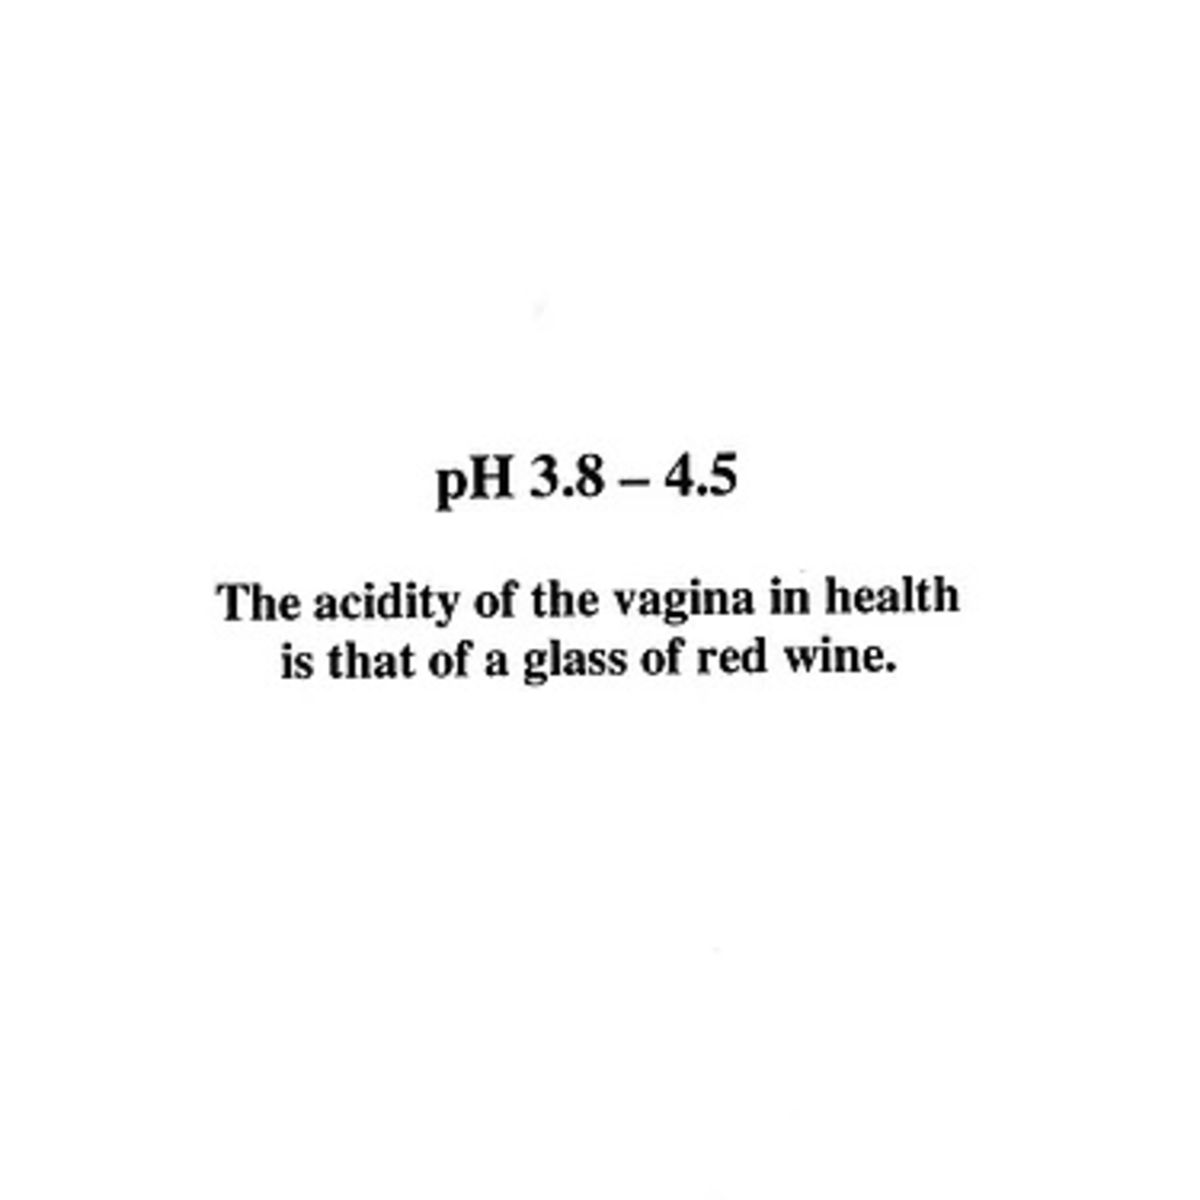 pH 3.8 – 4.5
The acidity of the vagina in health
is that of a glass of red wine.